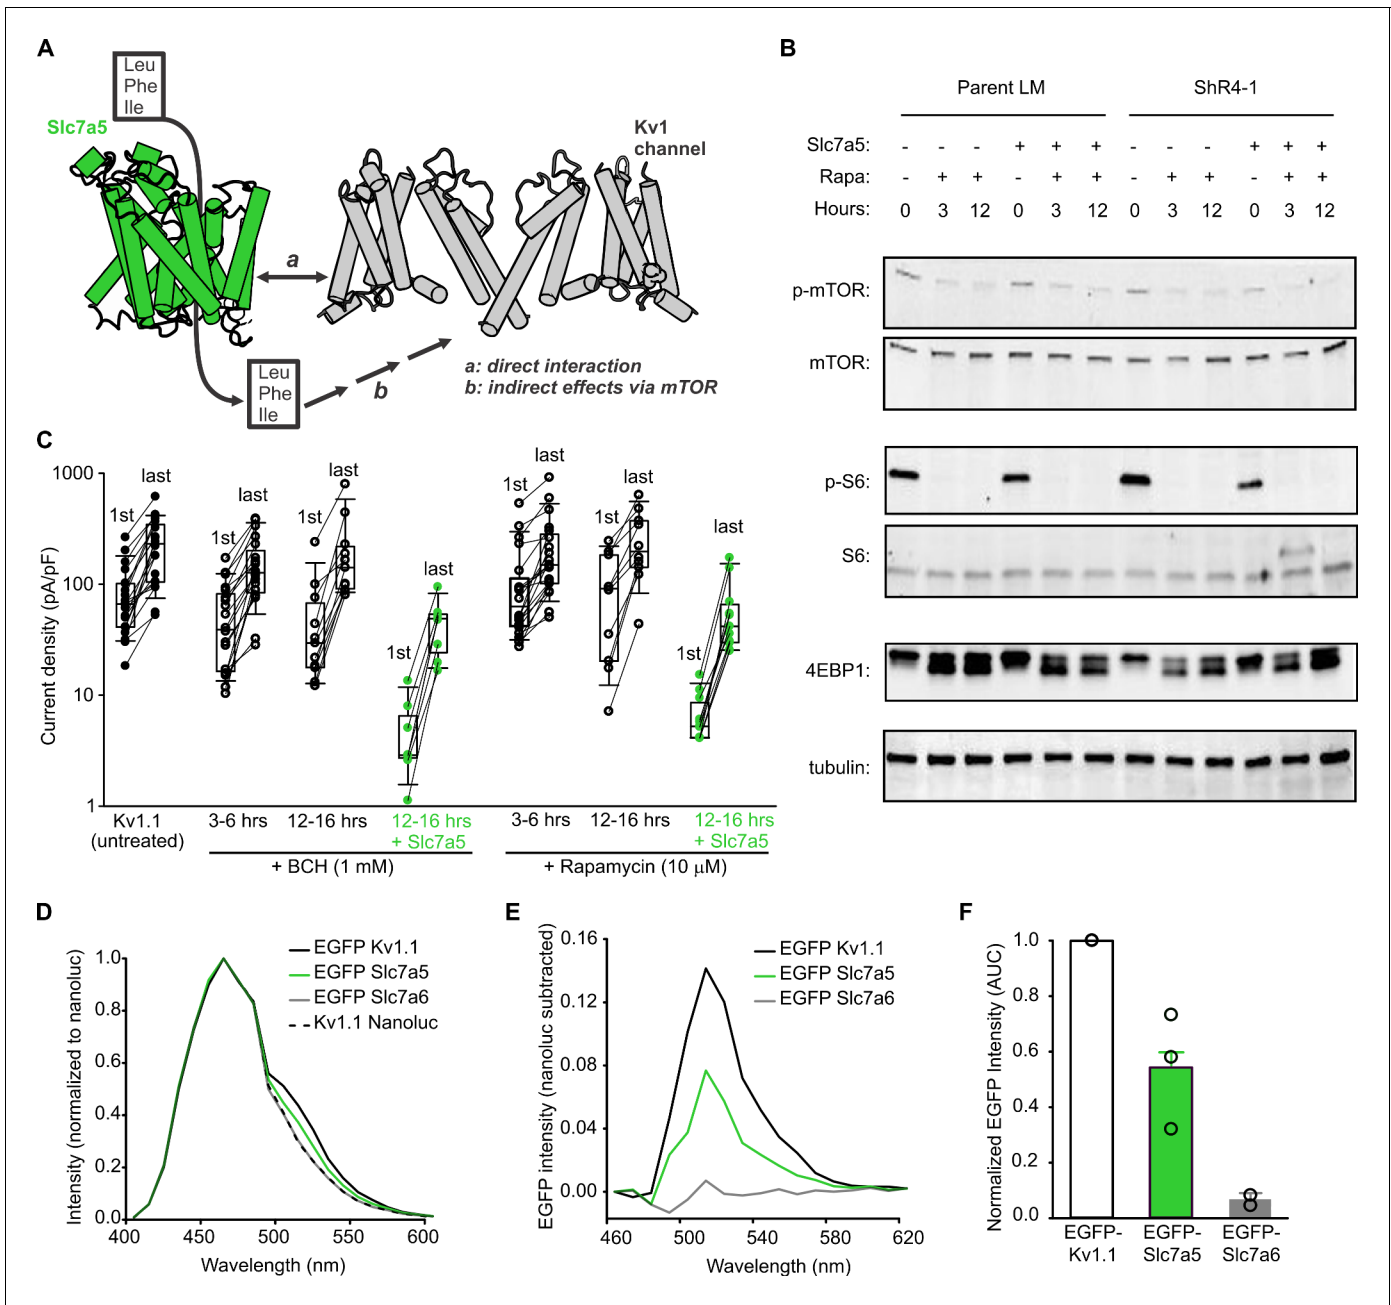 A
Leu
Phe
Ile
Slc7a5
Kv1
channel
a
Leu
Phe
Ile
b
a: direct interaction
b: indirect effects via mTOR
B
Parent LM
ShR4-1
Slc7a5: - - - + + + - - - + + +
Rapa: - + + - + + - + + - + +
Hours: 0 3 12 0 3 12 0 3 12 0 3 12
p-mTOR:
mTOR:
p-S6:
S6:
4EBP1:
tubulin:
C
Current density (pA/pF)
1000
100
10
1
1st
last
1st
last
1st
last
1st
last
1st
last
1st
last
1st
last
Kv1.1
(untreated)
3-6 hrs
12-16 hrs
12-16 hrs
+ Slc7a5
+ BCH (1 mM)
3-6 hrs
12-16 hrs
12-16 hrs
+ Slc7a5
+ Rapamycin (10 μM)
D
Intensity (normalized to nanoluc)
1.0
0.8
0.6
0.4
0.2
0.0
400 450 500 550 600
Wavelength (nm)
EGFP Kv1.1
EGFP Slc7a5
EGFP Slc7a6
Kv1.1 Nanoluc
E
EGFP intensity (nanoluc subtracted)
0.16
0.12
0.08
0.04
0.00
460 500 540 580 620
Wavelength (nm)
EGFP Kv1.1
EGFP Slc7a5
EGFP Slc7a6
F
Normalized EGFP Intensity (AUC)
1.0
0.8
0.6
0.4
0.2
0.0
EGFP-
Kv1.1
EGFP-
Slc7a5
EGFP-
Slc7a6